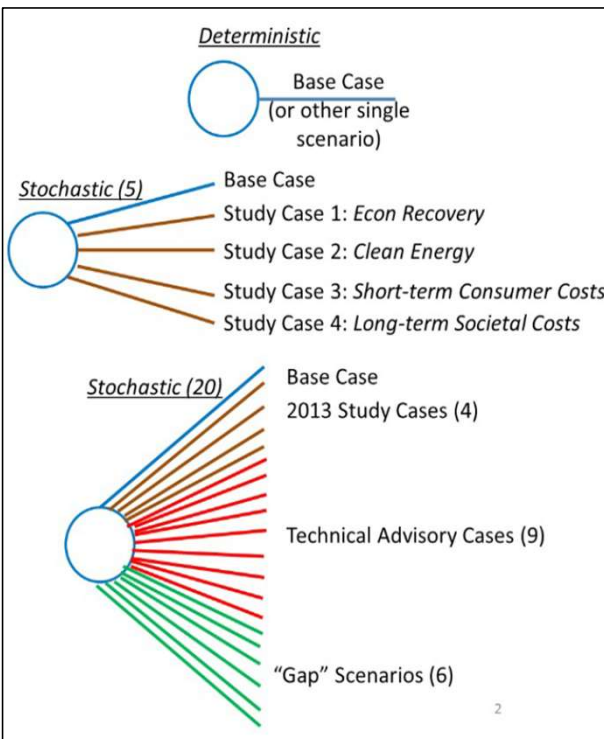 Deterministic
Base Case
(or other single
scenario)
Stochastic (5)
Base Case
Study Case 1: Econ Recovery
Study Case 2: Clean Energy
Study Case 3: Short-term Consumer Costs
Study Case 4: Long-term Societal Costs
Stochastic (20)
Base Case
2013 Study Cases (4)
Technical Advisory Cases (9)
“Gap” Scenarios (6)
2